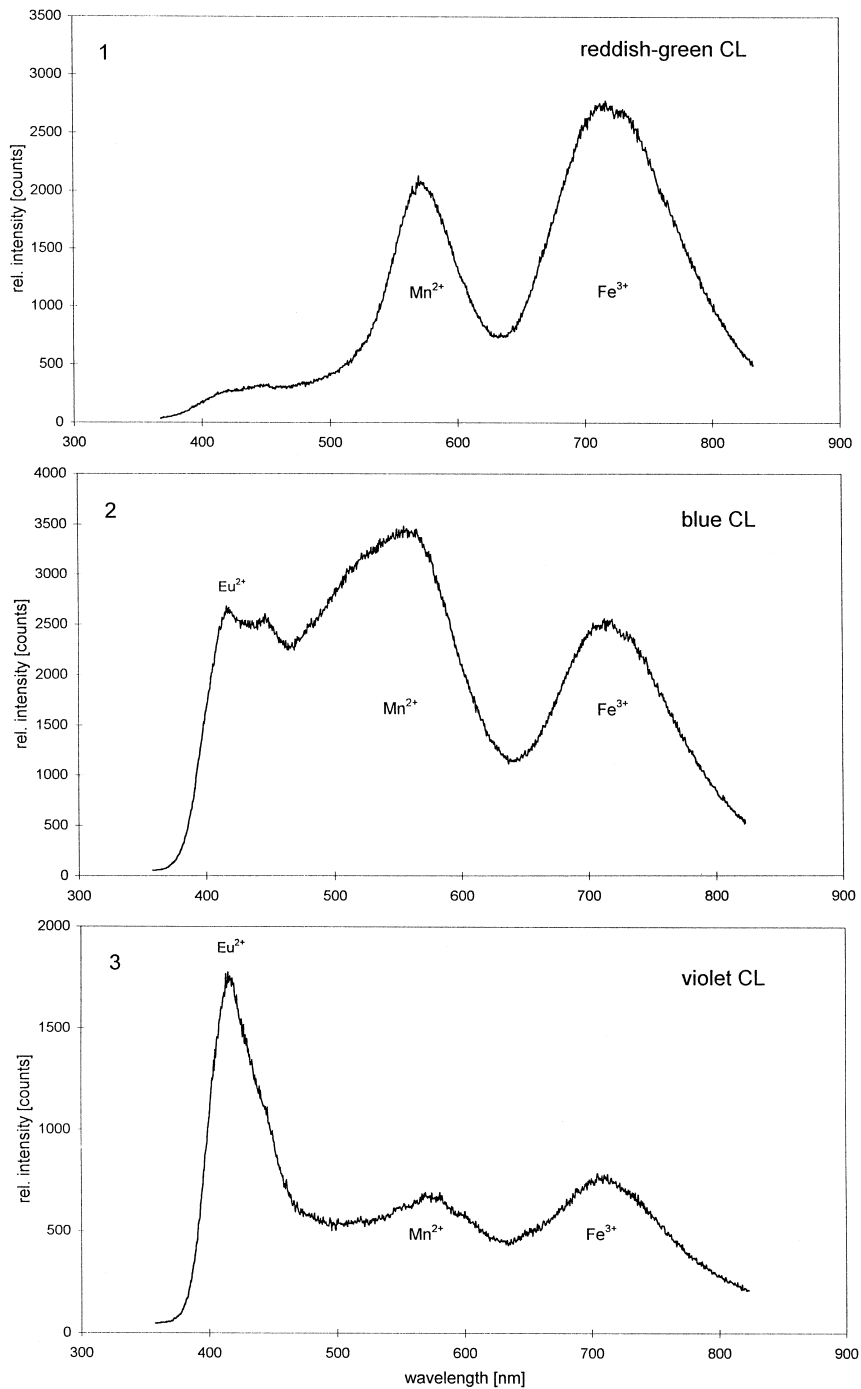 3500
1
reddish-green CL
3000
2500
2000
1500
1000
500
0
rel. intensity [counts]
Mn2+
Fe3+
300 400 500 600 700 800 900
4000
2
blue CL
3500
3000
2500
2000
1500
1000
500
0
rel. intensity [counts]
Eu2+
Mn2+
Fe3+
300 400 500 600 700 800 900
2000
Eu2+
3
violet CL
1500
1000
500
0
rel. intensity [counts]
Mn2+
Fe3+
300 400 500 600 700 800 900
wavelength [nm]